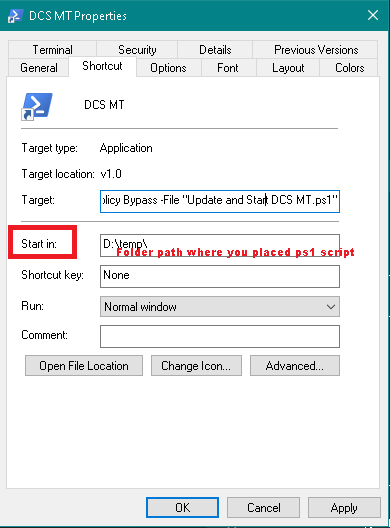 DCS MT Properties
Terminal Security Details Previous Versions
General Shortcut Options Font Layout Colors
DCS MT
Target type: Application
Target location: v1.0
Target: olicy Bypass -File "Update and Start DCS MT.ps1"
Start in: D:\temp\
Folder path where you placed ps1 script
Shortcut key: None
Run: Normal window
Comment:
Open File Location Change Icon... Advanced...
OK Cancel Apply